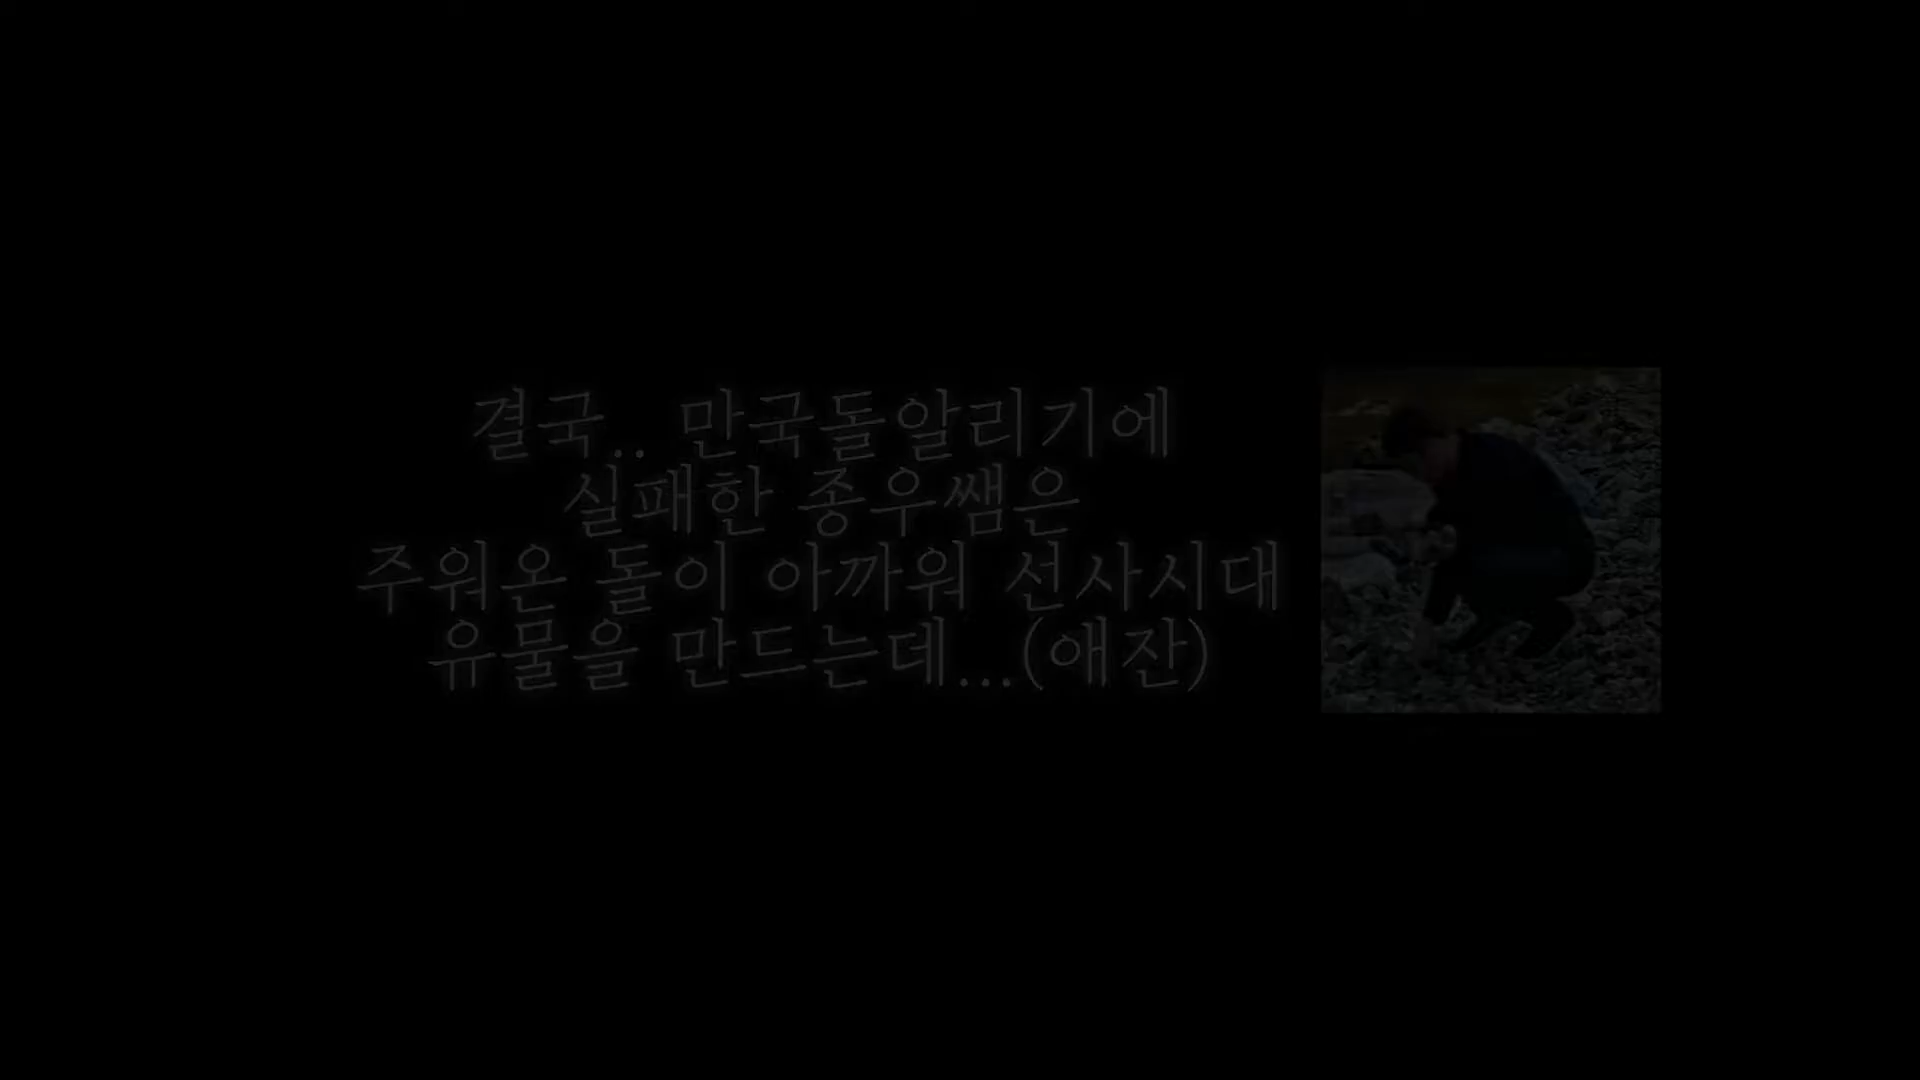 결국.. 만국돌알리기에
실패한 종우쌤은
주워온 돌이 아까워 선사시대
유물을 만드는데...(애잔)